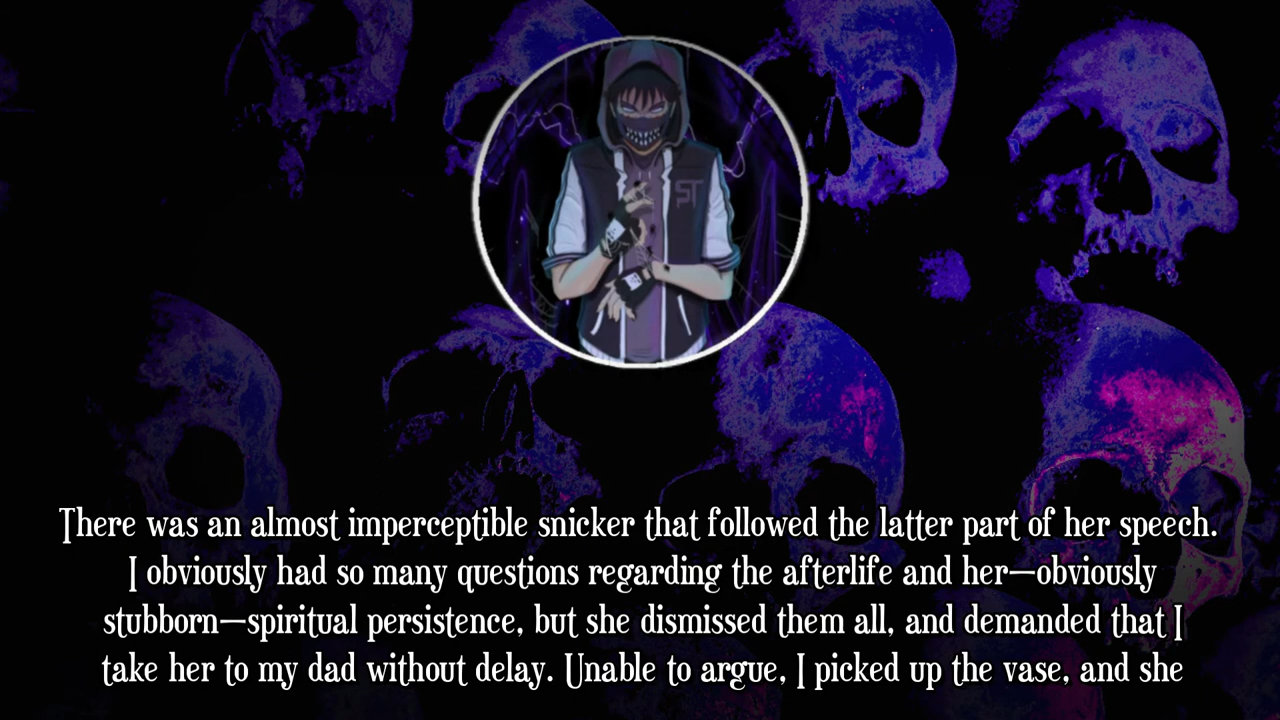 ST
There was an almost imperceptible snicker that followed the latter part of her speech.
I obviously had so many questions regarding the afterlife and her—obviously
stubborn—spiritual persistence, but she dismissed them all, and demanded that I
take her to my dad without delay. Unable to argue, I picked up the vase, and she